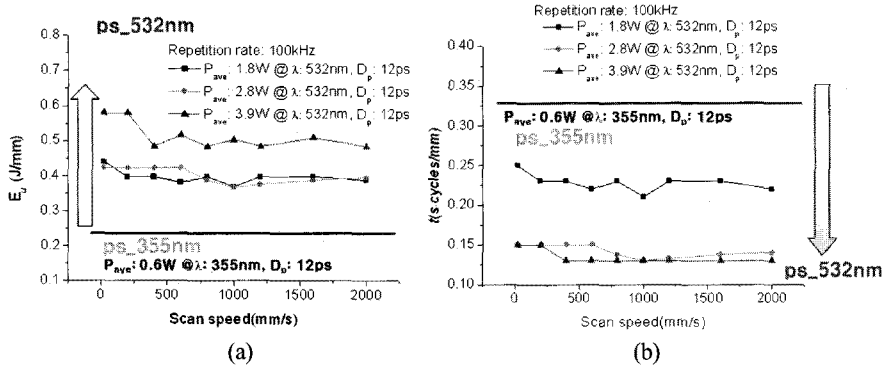 ps_532nm
Repetition rate: 100kHz
P_ave: 1.8W @ λ: 532nm, D_p: 12ps
P_ave: 2.8W @ λ: 532nm, D_p: 12ps
P_ave: 3.9W @ λ: 532nm, D_p: 12ps
0.8
0.7
0.6
0.5
0.4
0.3
0.2
0.1
E_u (J/mm)
ps_355nm
P_ave: 0.6W @λ: 355nm, D_p: 12ps
0
500
1000
1500
2000
Scan speed(mm/s)
(a)
(b)
Repetition rate: 100kHz
P_ave: 1.8W @ λ: 532nm, D_p: 12ps
P_ave: 2.8W @ λ: 532nm, D_p: 12ps
P_ave: 3.9W @ λ: 532nm, D_p: 12ps
0.40
0.35
0.30
0.25
0.20
0.15
0.10
t(s·cycles/mm)
P_ave: 0.6W @λ: 355nm, D_p: 12ps
ps_355nm
ps_532nm
0
500
1000
1500
2000
Scan speed(mm/s)
(b)